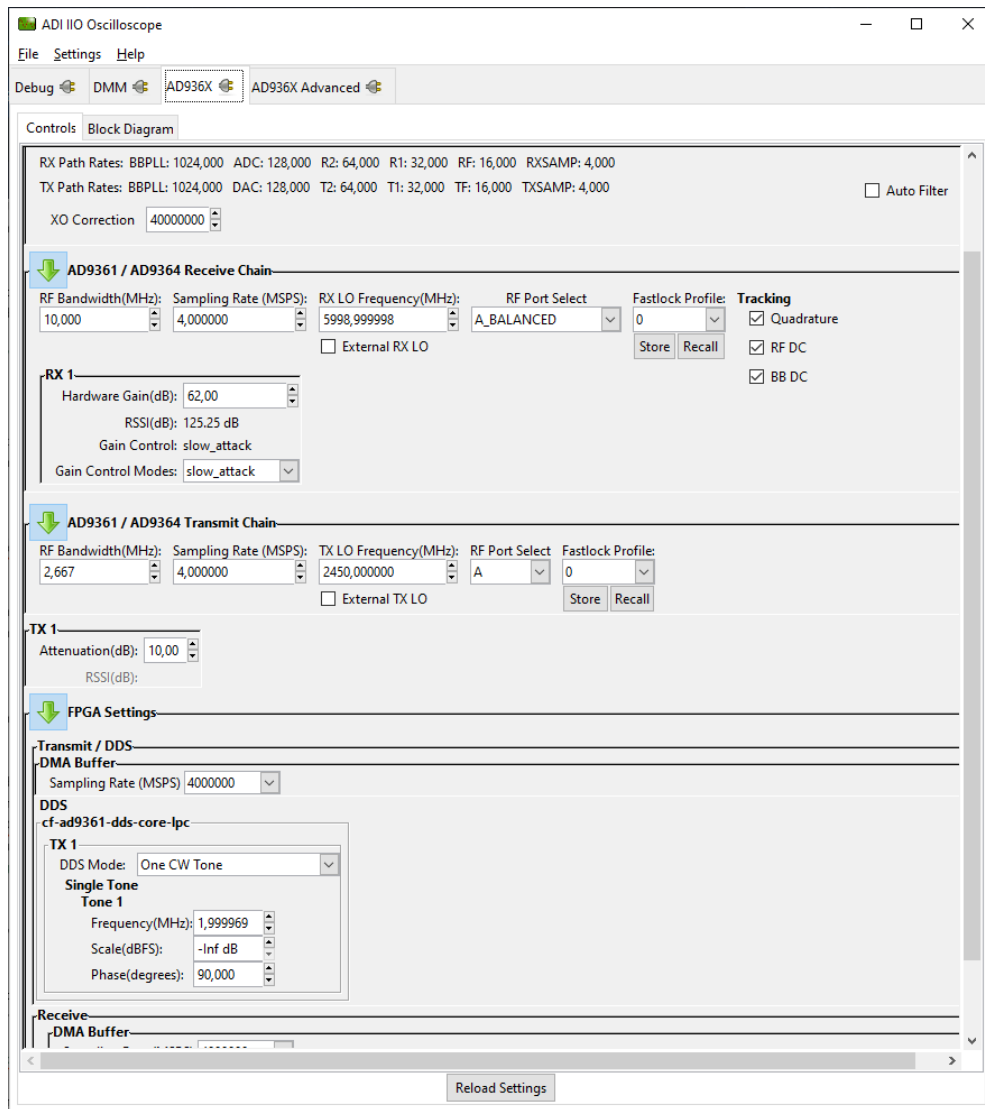 ADI IIO Oscilloscope
File Settings Help
Debug DMM AD936X AD936X Advanced
Controls Block Diagram
RX Path Rates: BBPLL: 1024,000 ADC: 128,000 R2: 64,000 R1: 32,000 RF: 16,000 RXSAMP: 4,000
TX Path Rates: BBPLL: 1024,000 DAC: 128,000 T2: 64,000 T1: 32,000 TF: 16,000 TXSAMP: 4,000
Auto Filter
XO Correction 40000000
AD9361 / AD9364 Receive Chain
RF Bandwidth(MHz): Sampling Rate (MSPS): RX LO Frequency(MHz): RF Port Select Fastlock Profile: Tracking
10,000 4,000000 5998,999998 A_BALANCED 0 Quadrature
External RX LO Store Recall RF DC
BB DC
RX 1
Hardware Gain(dB): 62,00
RSSI(dB): 125.25 dB
Gain Control: slow_attack
Gain Control Modes: slow_attack
AD9361 / AD9364 Transmit Chain
RF Bandwidth(MHz): Sampling Rate (MSPS): TX LO Frequency(MHz): RF Port Select Fastlock Profile:
2,667 4,000000 2450,000000 A 0
External TX LO Store Recall
TX 1
Attenuation(dB): 10,00
RSSI(dB):
FPGA Settings
Transmit / DDS
DMA Buffer
Sampling Rate (MSPS) 4000000
DDS
cf-ad9361-dds-core-lpc
TX 1
DDS Mode: One CW Tone
Single Tone
Tone 1
Frequency(MHz): 1,999969
Scale(dBFS): -Inf dB
Phase(degrees): 90,000
Receive
DMA Buffer
Reload Settings